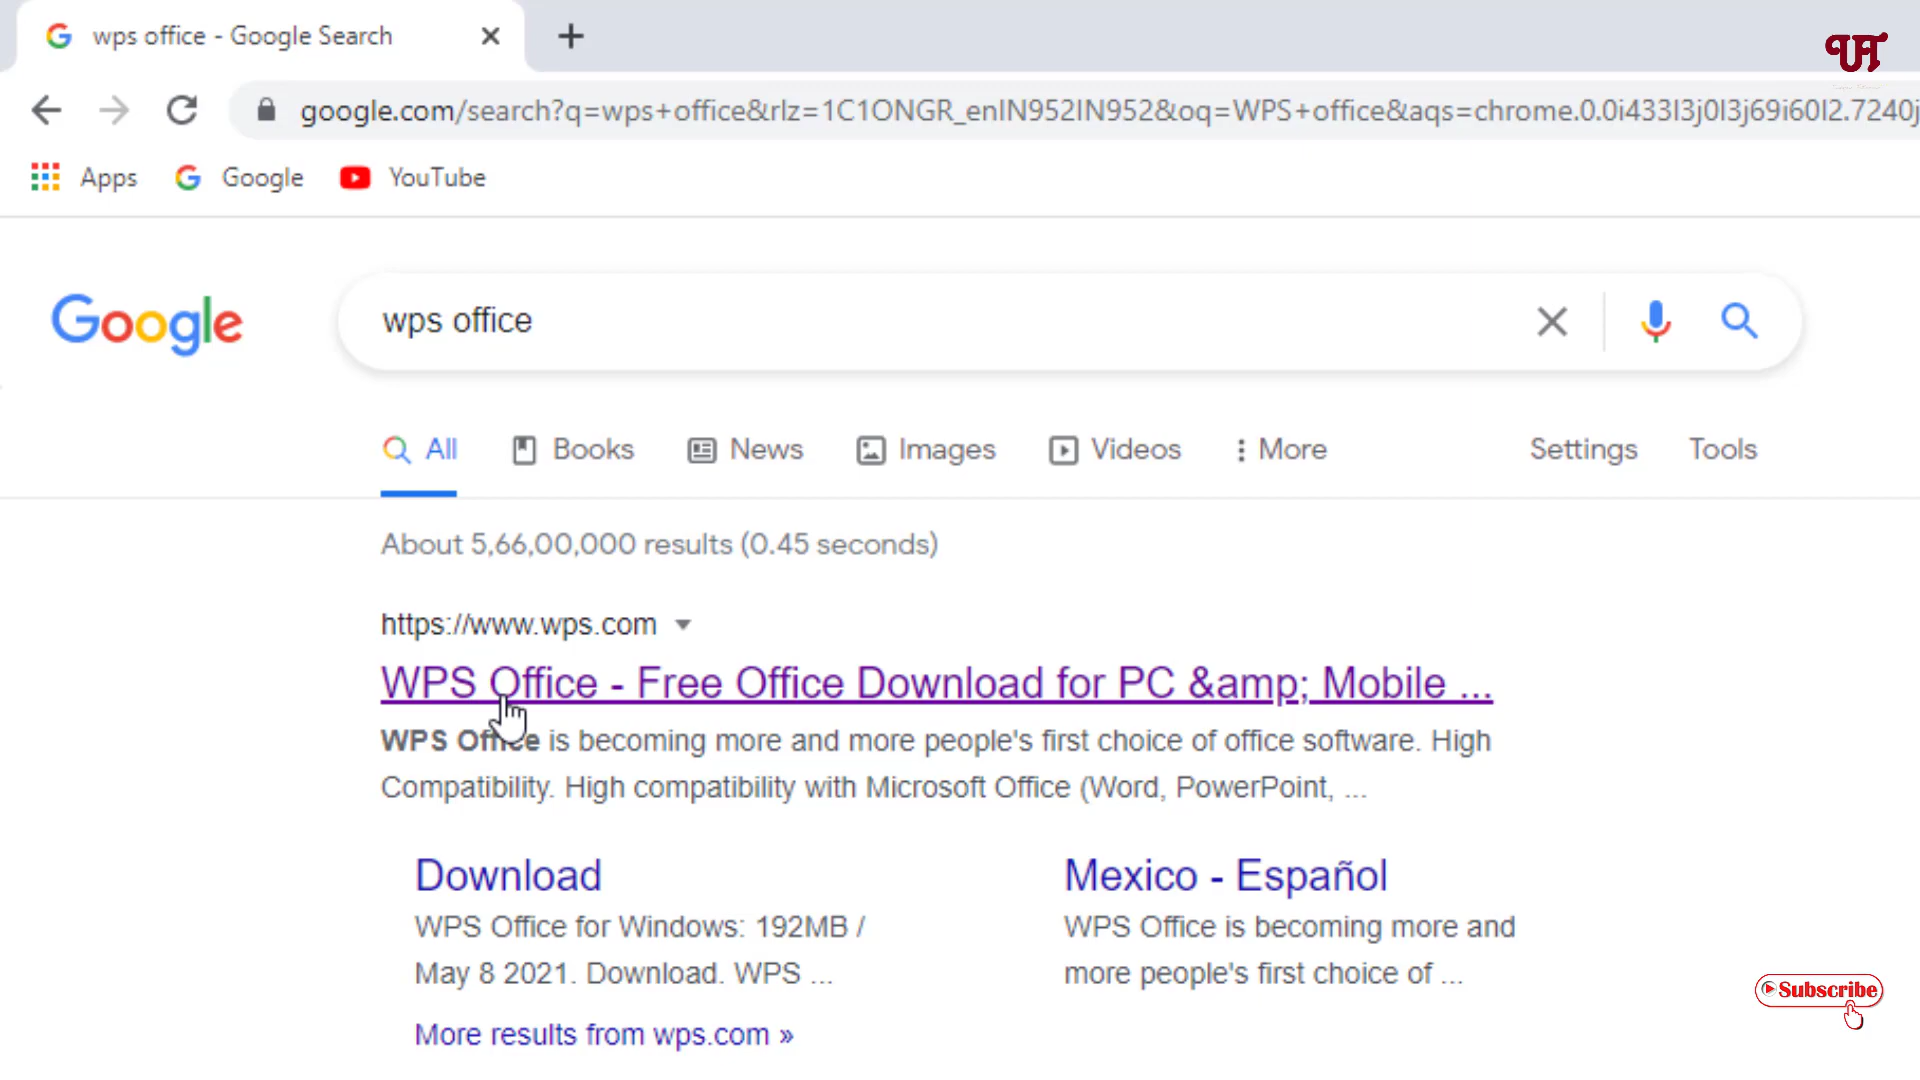 wps office - Google Search
UT
google.com/search?q=wps+office&rlz=1C1ONGR_enIN952IN952&oq=WPS+office&aqs=chrome.0.0i433l3j0l3j69i60l2.7240j
Apps Google YouTube
Google wps office
All Books News Images Videos More Settings Tools
About 5,66,00,000 results (0.45 seconds)
https://www.wps.com
WPS Office - Free Office Download for PC &amp; Mobile ...
WPS Office is becoming more and more people's first choice of office software. High
Compatibility. High compatibility with Microsoft Office (Word, PowerPoint, ...
Download
WPS Office for Windows: 192MB /
May 8 2021. Download. WPS ...
Mexico - Español
WPS Office is becoming more and
more people's first choice of ...
More results from wps.com »
Subscribe